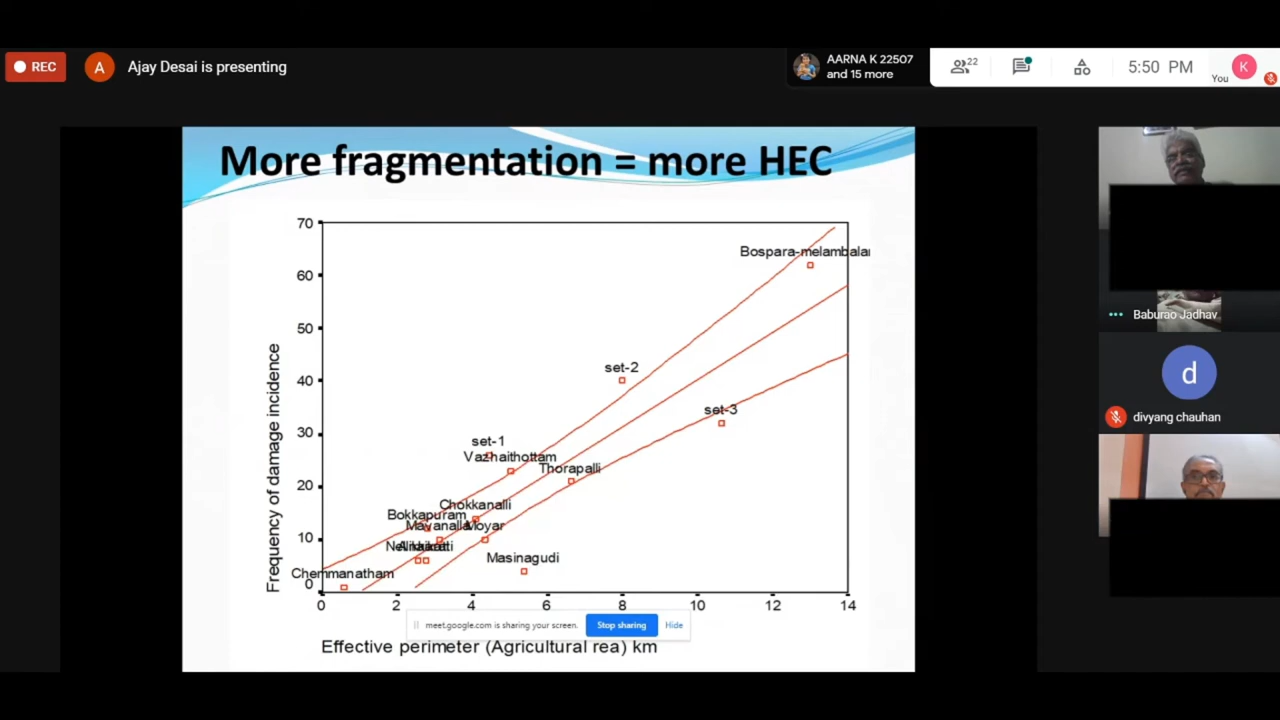 REC
A
Ajay Desai is presenting
AARNA K 22507
and 15 more
22
5:50 PM
You
K
More fragmentation = more HEC
70
60
50
40
30
20
10
0
Frequency of damage incidence
Bospara-melambalar
set-2
set-3
set-1
Vazhaithottam
Thorapalli
Chokkanalli
Bokkapuram
Mavanalla
Moyar
Masinagudi
Chemmanatham
0 2 4 6 8 10 12 14
meet.google.com is sharing your screen.
Stop sharing
Hide
Effective perimeter (Agricultural rea) km
Baburao Jadhav
d
divyang chauhan